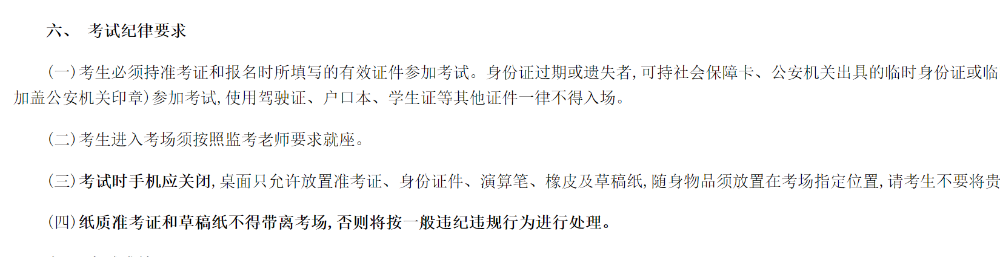 六、 考试纪律要求
(一)考生必须持准考证和报名时所填写的有效证件参加考试。身份证过期或遗失者,可持社会保障卡、公安机关出具的临时身份证或临
加盖公安机关印章)参加考试,使用驾驶证、户口本、学生证等其他证件一律不得入场。
(二)考生进入考场须按照监考老师要求就座。
(三)考试时手机应关闭,桌面只允许放置准考证、身份证件、演算笔、橡皮及草稿纸,随身物品须放置在考场指定位置,请考生不要将贵
(四)纸质准考证和草稿纸不得带离考场,否则将按一般违纪违规行为进行处理。